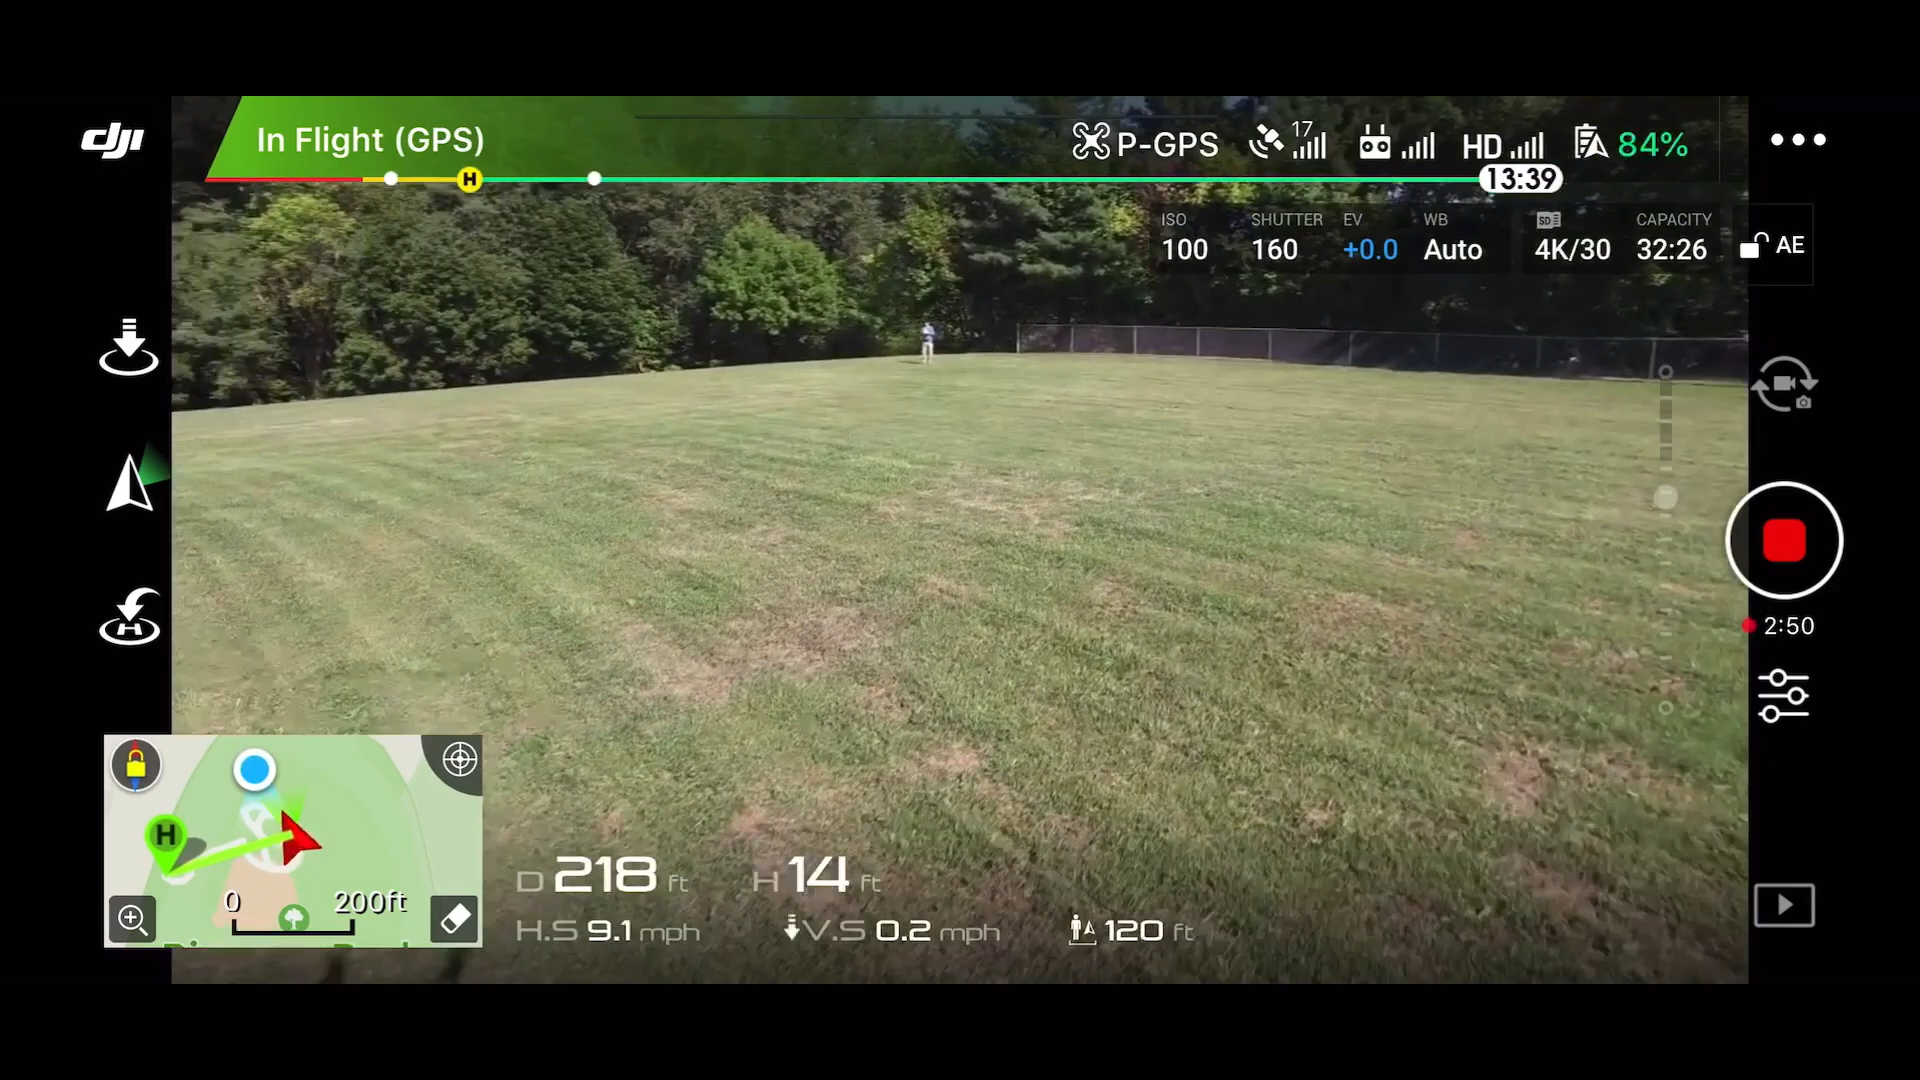 dji
In Flight (GPS)
P-GPS
17
HD
84%
H
13:39
ISO
100
SHUTTER
160
EV
+0.0
WB
Auto
SD
4K/30
CAPACITY
32:26
AE
H
2:50
H
0
200ft
D 218 ft
H 14 ft
H.S 9.1 mph
V.S 0.2 mph
120 ft